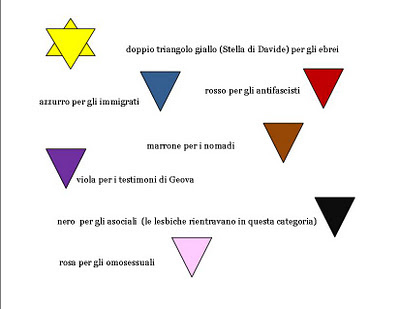 doppio triangolo giallo (Stella di Davide) per gli ebrei
rosso per gli antifascisti
azzurro per gli immigrati
marrone per i nomadi
viola per i testimoni di Geova
nero per gli asociali (le lesbiche rientravano in questa categoria)
rosa per gli omosessuali